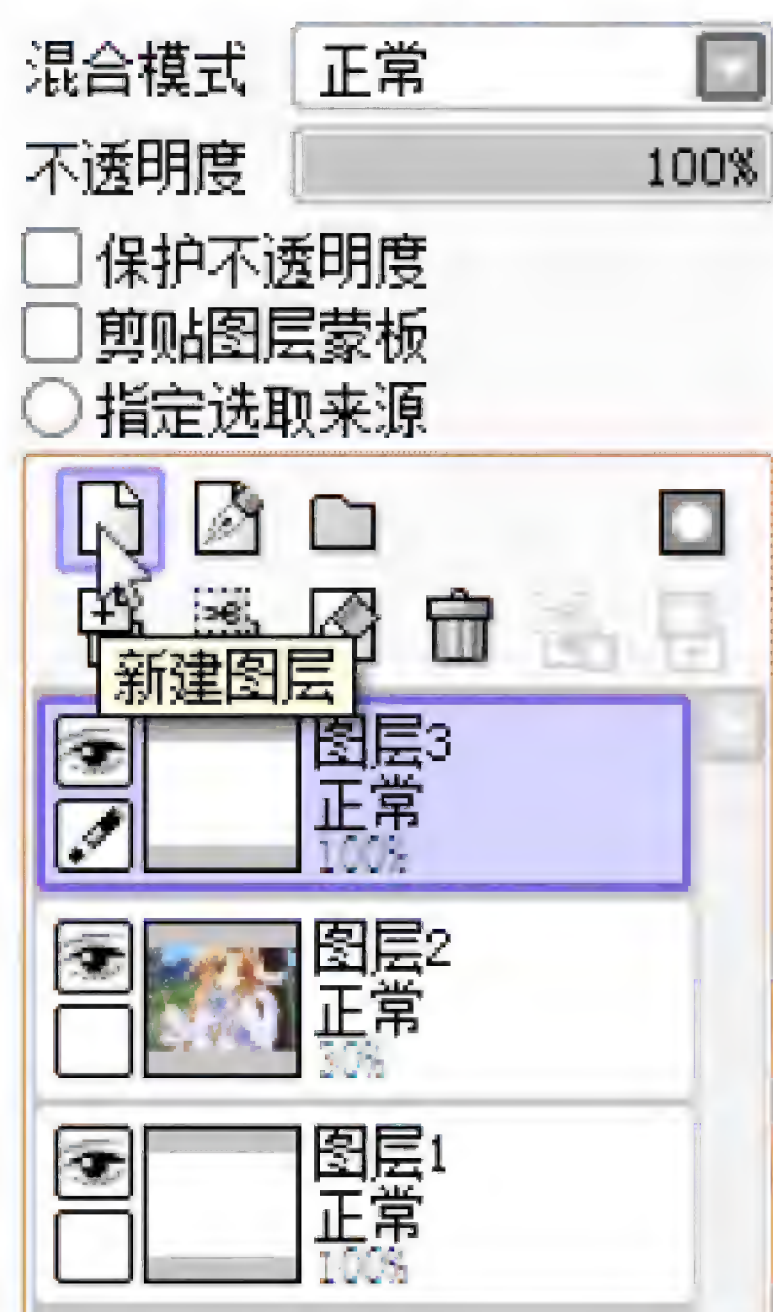 混合模式 正常
不透明度 100%
保护不透明度
剪贴图层蒙板
指定选取来源
新建图层
图层3
正常
100%
图层2
正常
30%
图层1
正常
100%